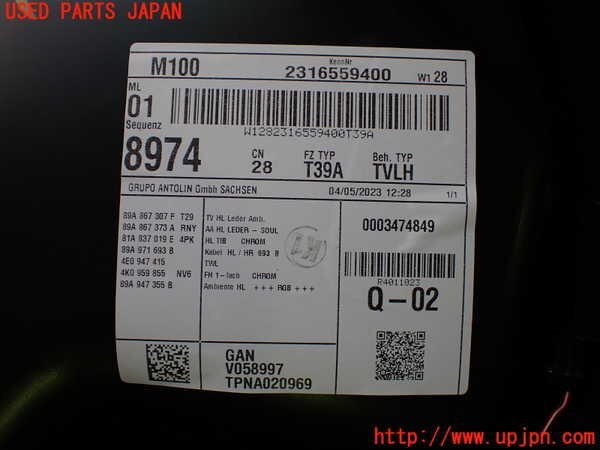 USED PARTS JAPAN
M100
KennNr
2316559400
W1 28
ML
01
W1282316559400T39A
Sequenz
8974
CN
28
FZ TYP
T39A
Beh. TYP
TVLH
GRUPO ANTOLIN GmbH SACHSEN
04/05/2023 12:28
1/1
89A 867 307 F T29
89A 867 373 A RNY
81A 837 019 E 4PK
89A 971 693 B
4E0 947 415
4K0 959 855 NV6
89A 947 355 B
TV HL Leder Amb.
AA HL LEDER - SOUL
HL TIB CHROM
Kabel HL / HR 693 B
TWL
FH 1-fach CHROM
Ambiente HL +++ RGB +++
0003474849
R4011023
Q-02
GAN
V058997
TPNA020969
http://www.upjpn.com/